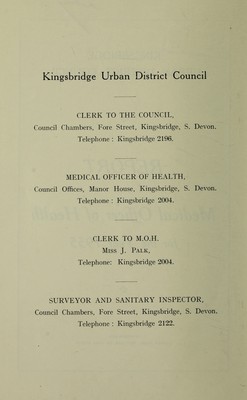 Kingsbridge Urban District Council
CLERK TO THE COUNCIL,
Council Chambers, Fore Street, Kingsbridge, S. Devon.
Telephone : Kingsbridge 2196.
MEDICAL OFFICER OF HEALTH,
Council Offices, Manor House, Kingsbridge, S. Devon.
Telephone : Kingsbridge 2004.
CLERK TO M.O.H.
MISS J. PALK,
Telephone: Kingsbridge 2004.
SURVEYOR AND SANITARY INSPECTOR,
Council Chambers, Fore Street, Kingsbridge, S. Devon.
Telephone : Kingsbridge 2122.